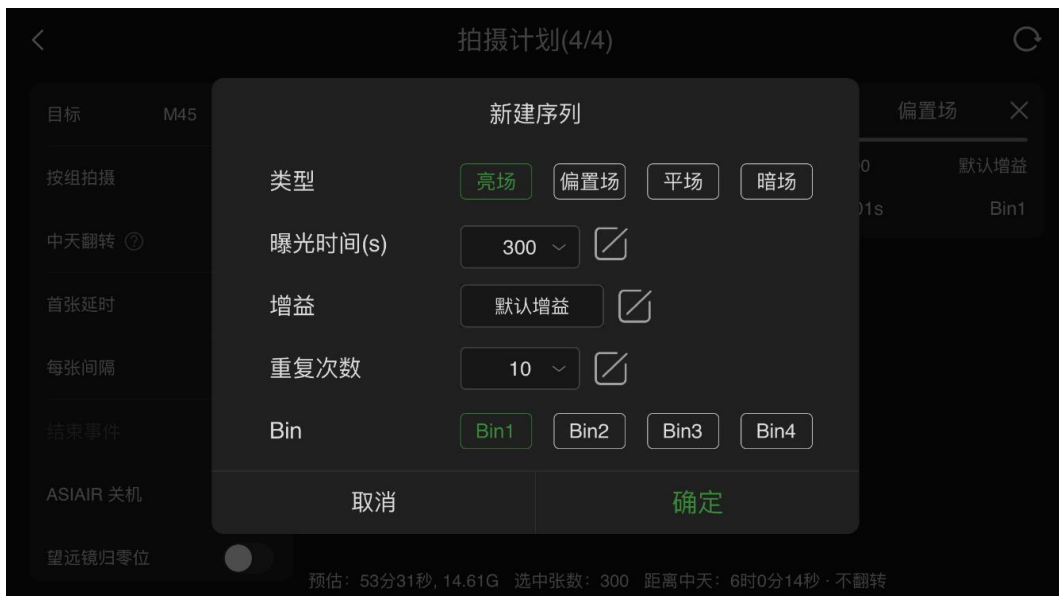 拍摄计划(4/4)
目标 M45
按组拍摄
中天翻转 ?
首张延时
每张间隔
结束事件
ASIAIR 关机
望远镜归零位
新建序列
类型 亮场 偏置场 平场 暗场
曝光时间(s) 300
增益 默认增益
重复次数 10
Bin Bin1 Bin2 Bin3 Bin4
取消 确定
偏置场
0 默认增益
01s Bin1
预估：53分31秒, 14.61G 选中张数：300 距离中天：6时0分14秒 · 不翻转